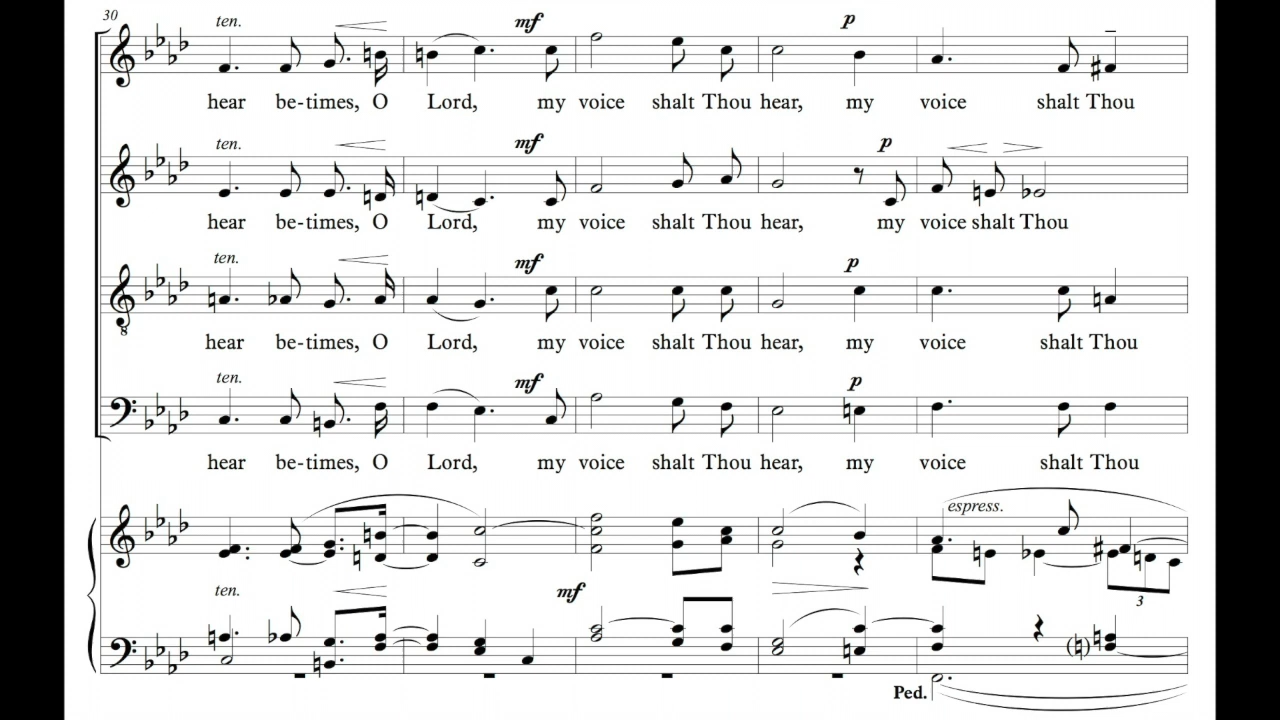 30
ten. mf p
hear be-times, O Lord, my voice shalt Thou hear, my voice shalt Thou
ten. mf p
hear be-times, O Lord, my voice shalt Thou hear, my voice shalt Thou
ten. mf p
8
hear be-times, O Lord, my voice shalt Thou hear, my voice shalt Thou
ten. mf p
hear be-times, O Lord, my voice shalt Thou hear, my voice shalt Thou
espress.
ten. mf 3
Ped.